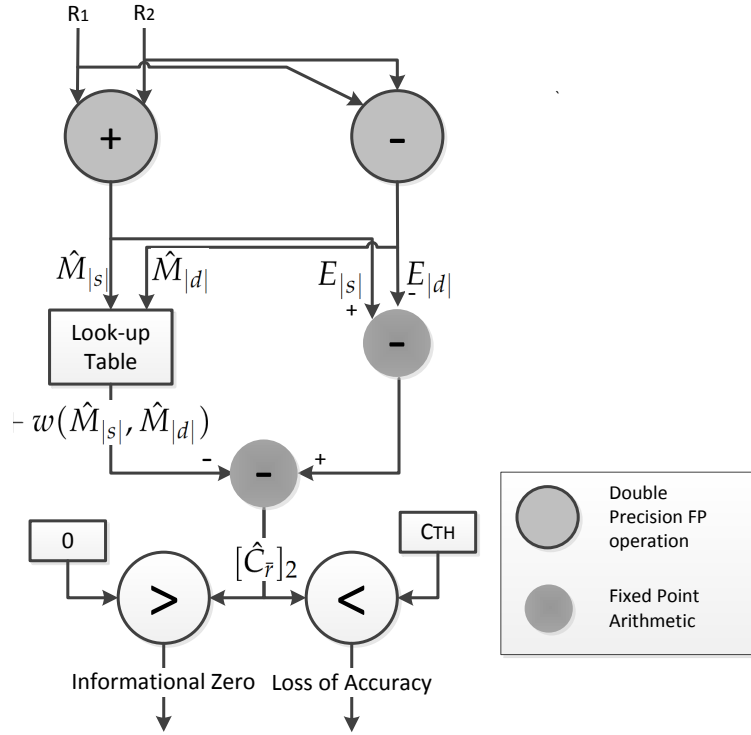 R1 R2
+ -
M̂|s| M̂|d| E|s| E|d|
+ -
Look-up
Table
-
- w(M̂|s|, M̂|d|)
- - +
0 [Ĉr̄]2 CTH
> <
Informational Zero Loss of Accuracy
Double
Precision FP
operation
Fixed Point
Arithmetic